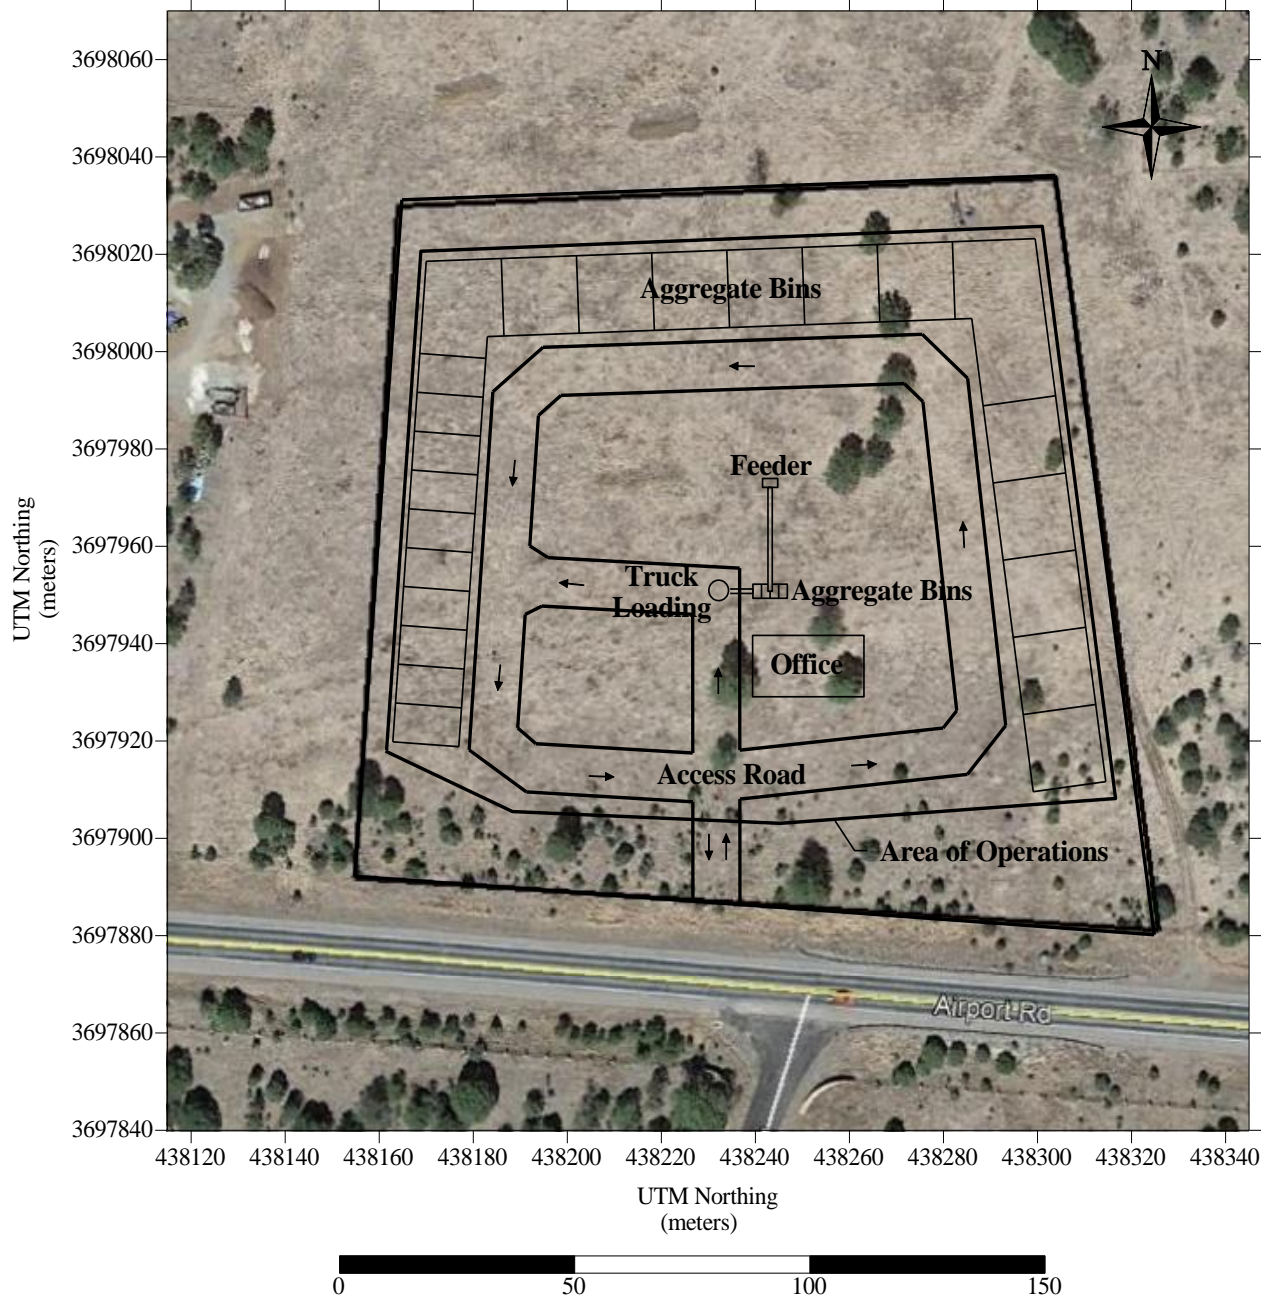 3698060
3698040
3698020
3698000
3697980
3697960
3697940
3697920
3697900
3697880
3697860
3697840
UTM Northing
(meters)
N
Aggregate Bins
Feeder
Truck
Loading
Aggregate Bins
Office
Access Road
Area of Operations
Airport Rd
438120 438140 438160 438180 438200 438220 438240 438260 438280 438300 438320 438340
UTM Northing
(meters)
0 50 100 150